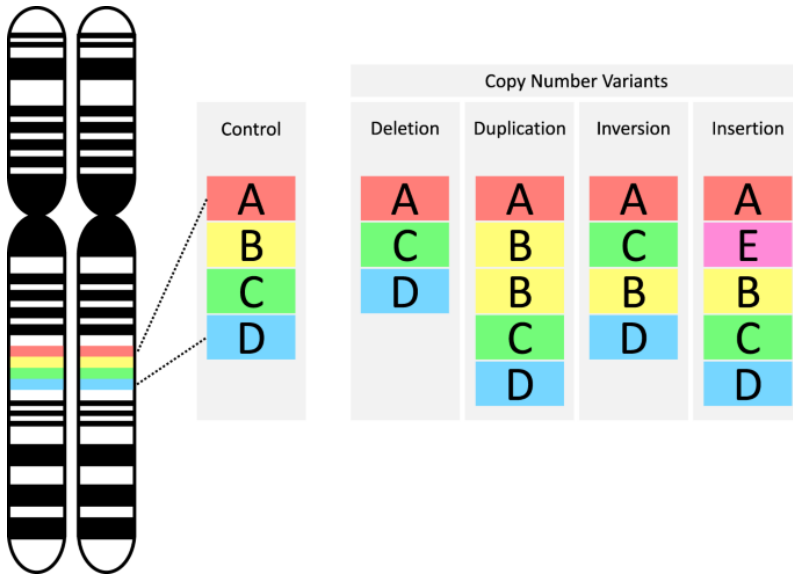 Copy Number Variants
Control
Deletion
Duplication
Inversion
Insertion
A
B
C
D
A
C
D
A
B
B
C
D
A
C
B
D
A
E
B
C
D